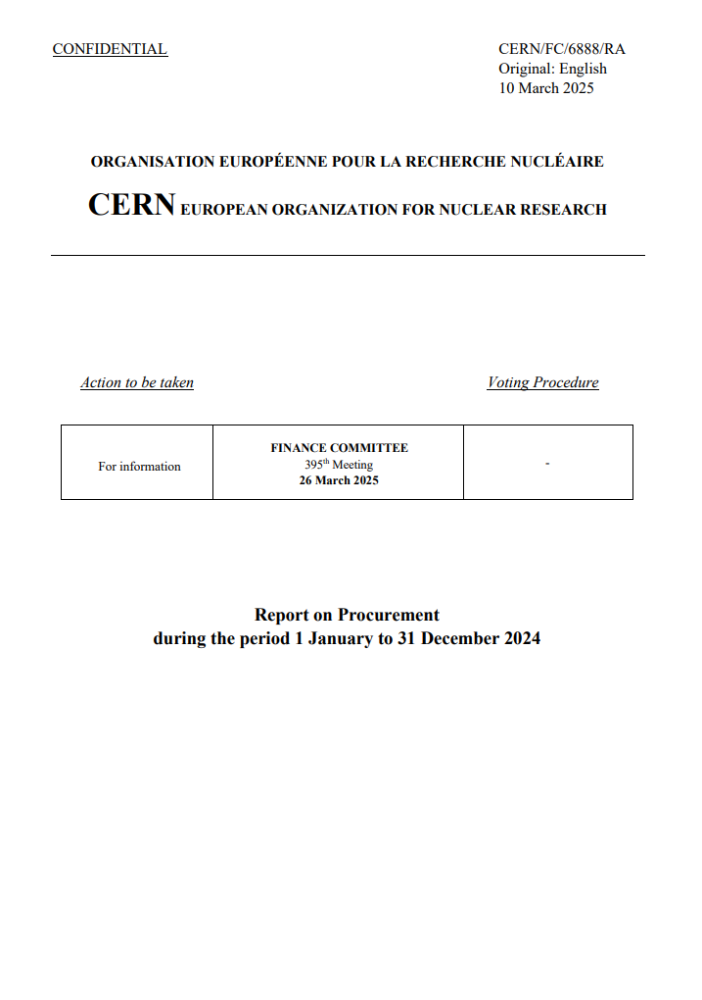 CONFIDENTIAL
CERN/FC/6888/RA
Original: English
10 March 2025
ORGANISATION EUROPÉENNE POUR LA RECHERCHE NUCLÉAIRE
CERN EUROPEAN ORGANIZATION FOR NUCLEAR RESEARCH
Action to be taken
Voting Procedure
For information
FINANCE COMMITTEE
395th Meeting
26 March 2025
-
Report on Procurement
during the period 1 January to 31 December 2024